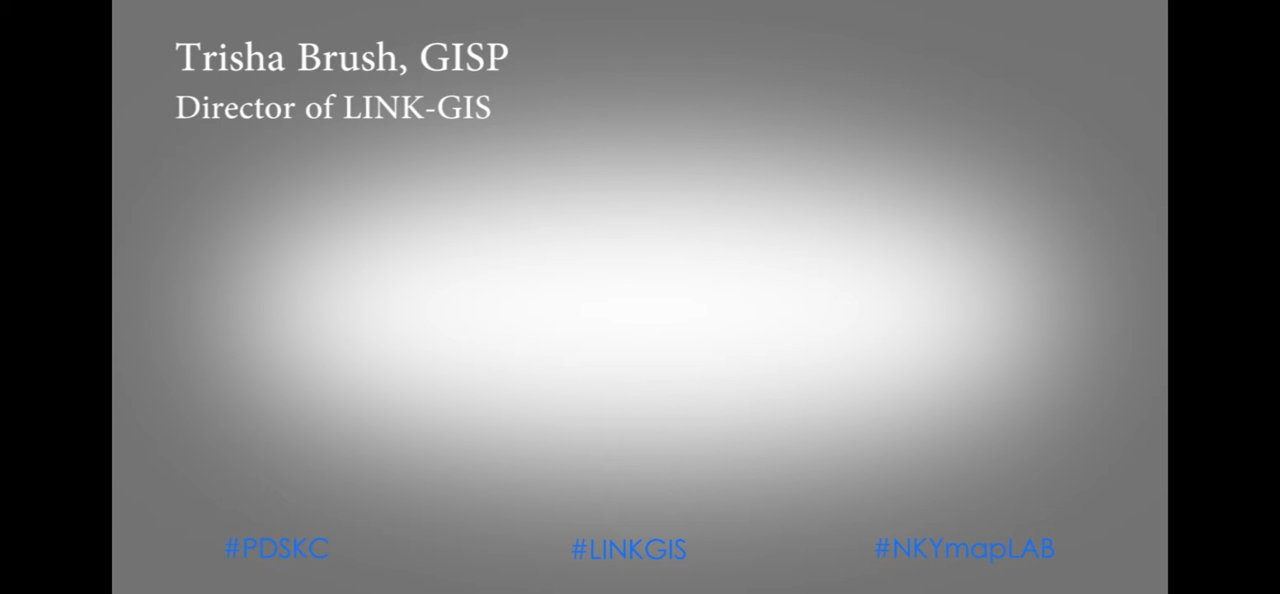 Trisha Brush, GISP
Director of LINK-GIS
#PDSKC #LINKGIS #NKYmapLAB